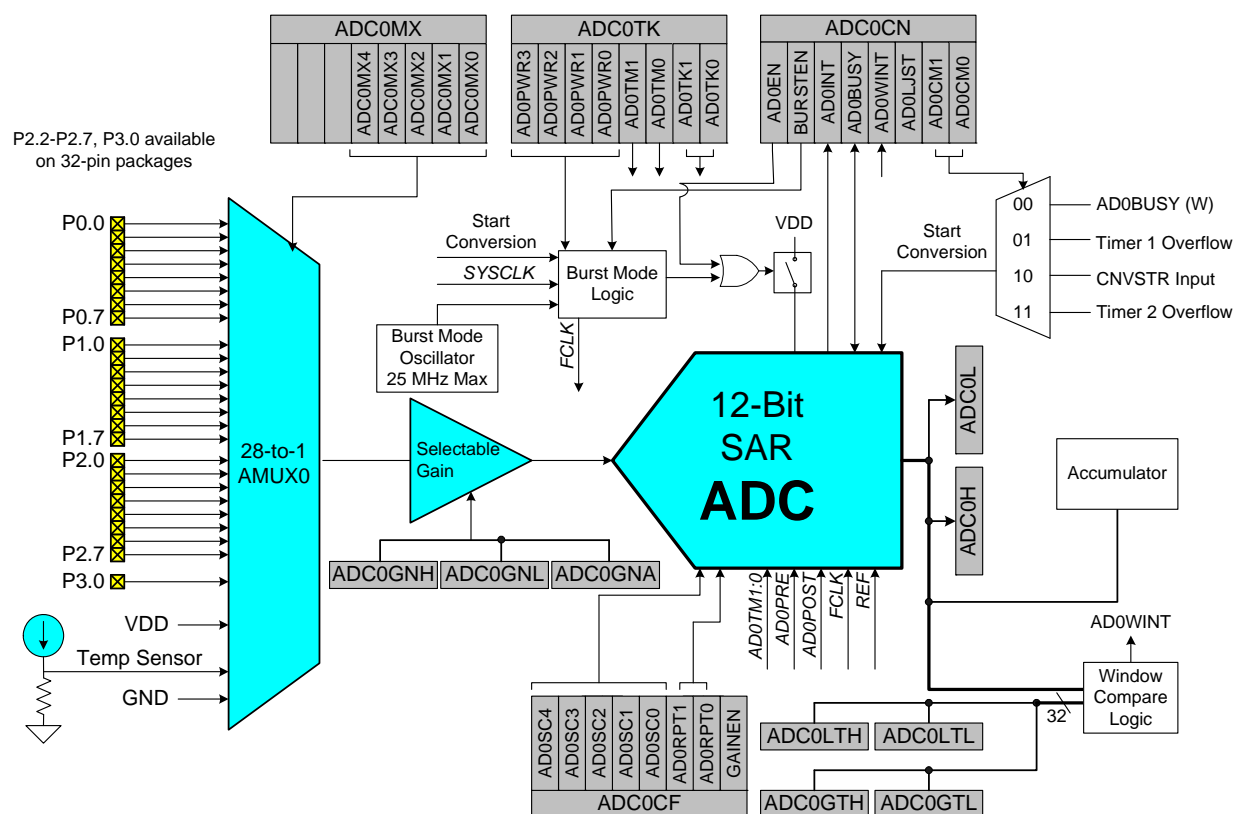 ADC0MX
ADC0MX4
ADC0MX3
ADC0MX2
ADC0MX1
ADC0MX0
ADC0TK
AD0PWR3
AD0PWR2
AD0PWR1
AD0PWR0
AD0TM1
AD0TM0
AD0TK1
AD0TK0
ADC0CN
AD0EN
BURSTEN
AD0INT
AD0BUSY
AD0WINT
AD0LJST
AD0CM1
AD0CM0
P2.2-P2.7, P3.0 available
on 32-pin packages
P0.0
P0.7
P1.0
P1.7
P2.0
P2.7
P3.0
VDD
Temp Sensor
GND
28-to-1
AMUX0
Start
Conversion
SYSCLK
Burst Mode
Logic
Burst Mode
Oscillator
25 MHz Max
FCLK
VDD
Start
Conversion
00
01
10
11
AD0BUSY (W)
Timer 1 Overflow
CNVSTR Input
Timer 2 Overflow
Selectable
Gain
ADC0GNH
ADC0GNL
ADC0GNA
12-Bit
SAR
ADC
ADC0L
ADC0H
Accumulator
AD0TM1:0
AD0PRE
AD0POST
FCLK
REF
AD0WINT
Window
Compare
Logic
32
AD0SC4
AD0SC3
AD0SC2
AD0SC1
AD0SC0
AD0RPT1
AD0RPT0
GAINEN
ADC0CF
ADC0LTH
ADC0LTL
ADC0GTH
ADC0GTL